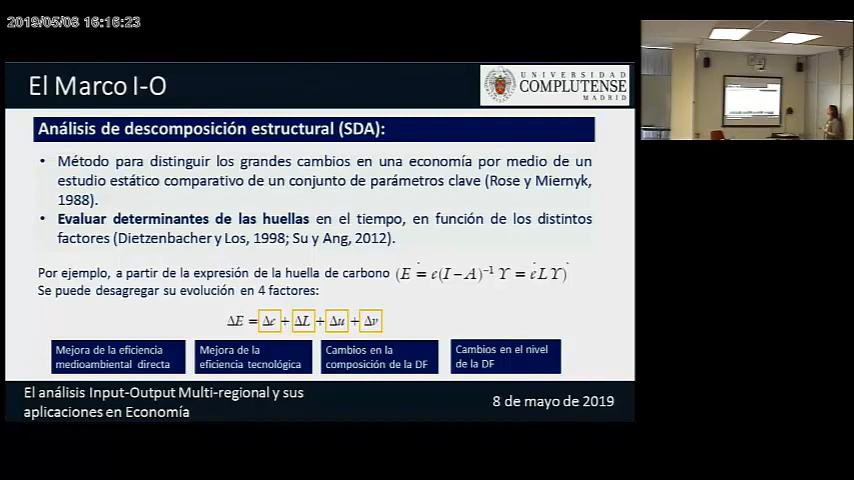 2019/05/08 16:16:23
El Marco I-O
UNIVERSIDAD
COMPLUTENSE
MADRID
Análisis de descomposición estructural (SDA):
• Método para distinguir los grandes cambios en una economía por medio de un
estudio estático comparativo de un conjunto de parámetros clave (Rose y Miernyk,
1988).
• Evaluar determinantes de las huellas en el tiempo, en función de los distintos
factores (Dietzenbacher y Los, 1998; Su y Ang, 2012).
Por ejemplo, a partir de la expresión de la huella de carbono (E = e(I−A)⁻¹ Y = eLY)
Se puede desagregar su evolución en 4 factores:
ΔE = Δe + ΔL + Δu + Δv
Mejora de la eficiencia
medioambiental directa
Mejora de la
eficiencia tecnológica
Cambios en la
composición de la DF
Cambios en el nivel
de la DF
El análisis Input-Output Multi-regional y sus
aplicaciones en Economía
8 de mayo de 2019